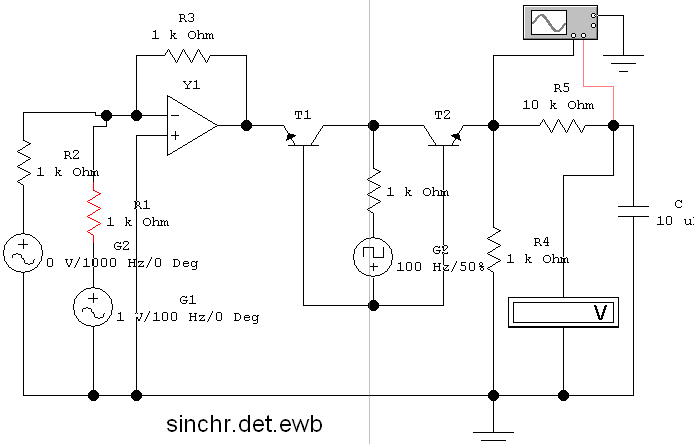 R3
1 k Ohm
Y1
R5
10 k Ohm
T1
T2
R2
1 k Ohm
1 k Ohm
R1
1 k Ohm
C
10 u
G2
0 V/1000 Hz/0 Deg
G2
100 Hz/50%
R4
1 k Ohm
G1
1 V/100 Hz/0 Deg
V
sinchr.det.ewb